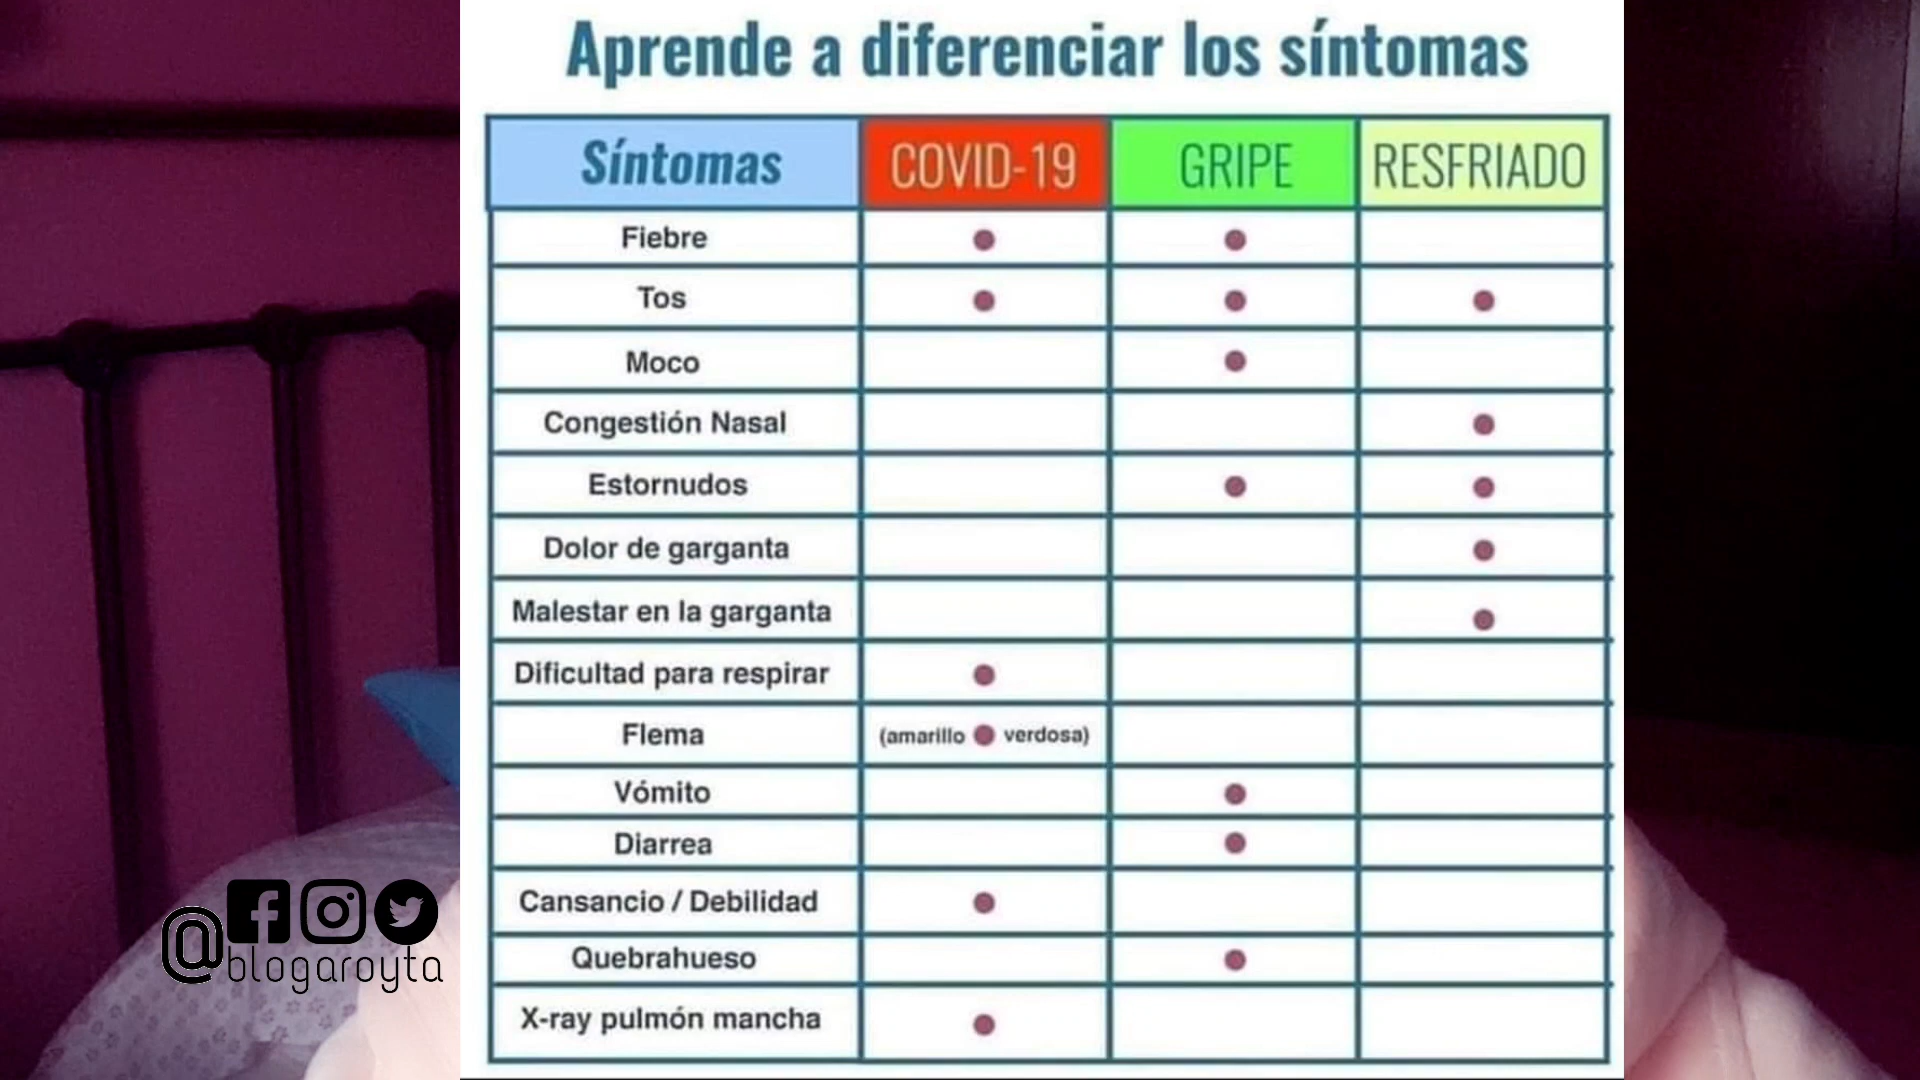 Aprende a diferenciar los síntomas
Síntomas COVID-19 GRIPE RESFRIADO
Fiebre
Tos
Moco
Congestión Nasal
Estornudos
Dolor de garganta
Malestar en la garganta
Dificultad para respirar
Flema (amarillo verdosa)
Vómito
Diarrea
Cansancio / Debilidad
Quebrahueso
X-ray pulmón mancha
@blogaroyta